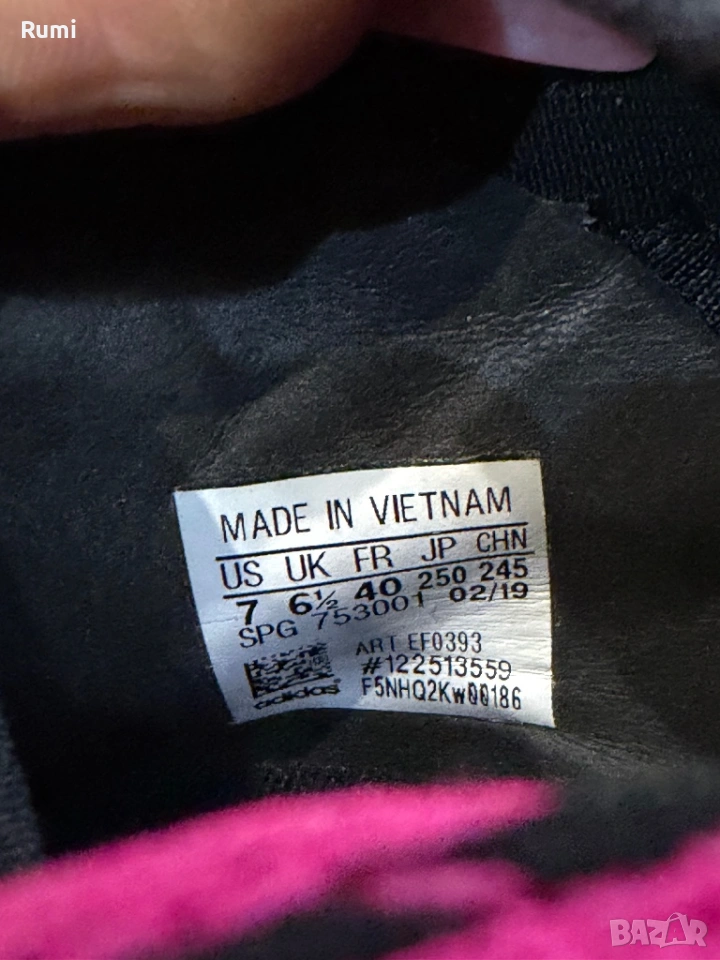 Rumi
MADE IN VIETNAM
US UK FR JP CHN
7 6½ 40 250 245
SPG 753001 02/19
ART EF0393
#122513559
adidas F5NHQ2Kw00186
BAZAR